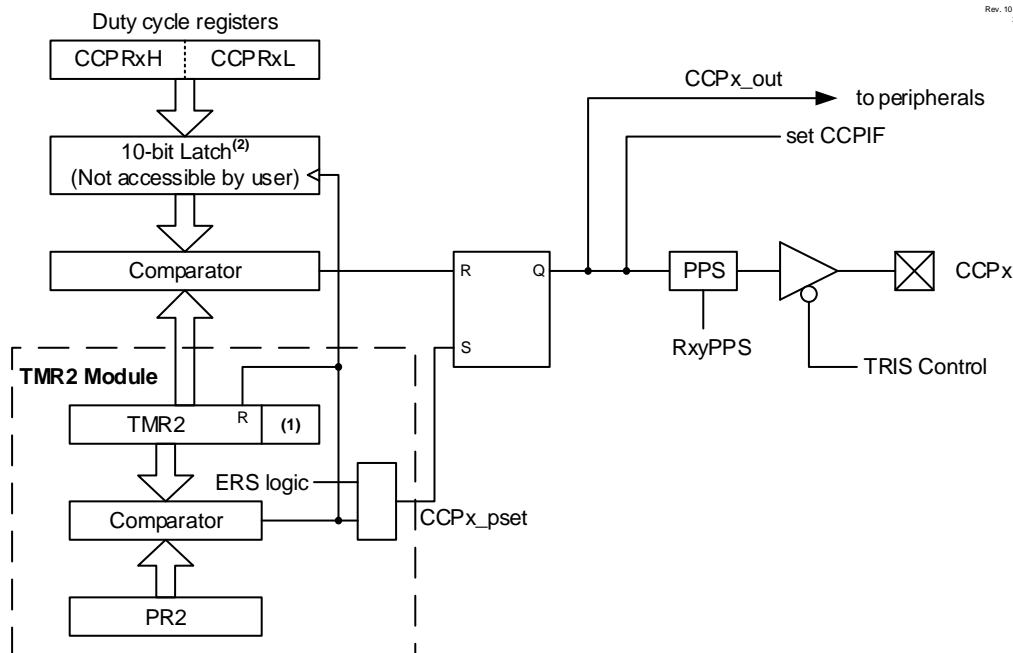 Rev. 10
Duty cycle registers
CCPRxH CCPRxL
CCPx_out
to peripherals
set CCPIF
10-bit Latch(2)
(Not accessible by user)
Comparator
R Q
S
PPS
CCPx
RxyPPS
TRIS Control
TMR2 Module
TMR2 R (1)
ERS logic
Comparator
CCPx_pset
PR2